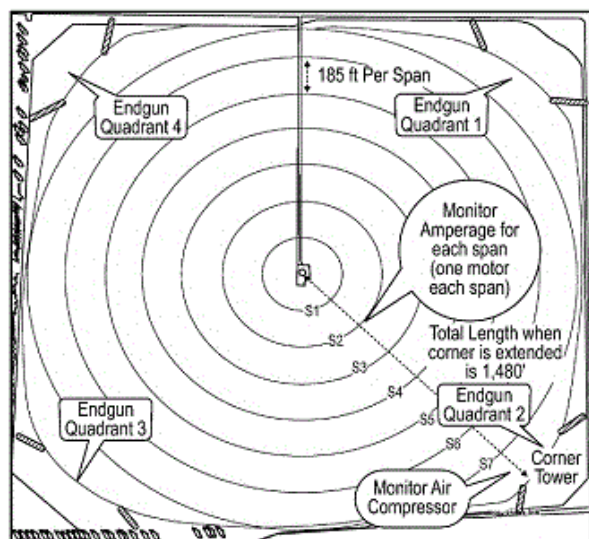 185 ft Per Span
Endgun
Quadrant 4
Endgun
Quadrant 1
Monitor
Amperage for
each span
(one motor
each span)
S1
S2
S3
S4
S5
S6
S7
Total Length when
corner is extended
is 1,480'
Endgun
Quadrant 3
Endgun
Quadrant 2
Corner
Tower
Monitor Air
Compressor